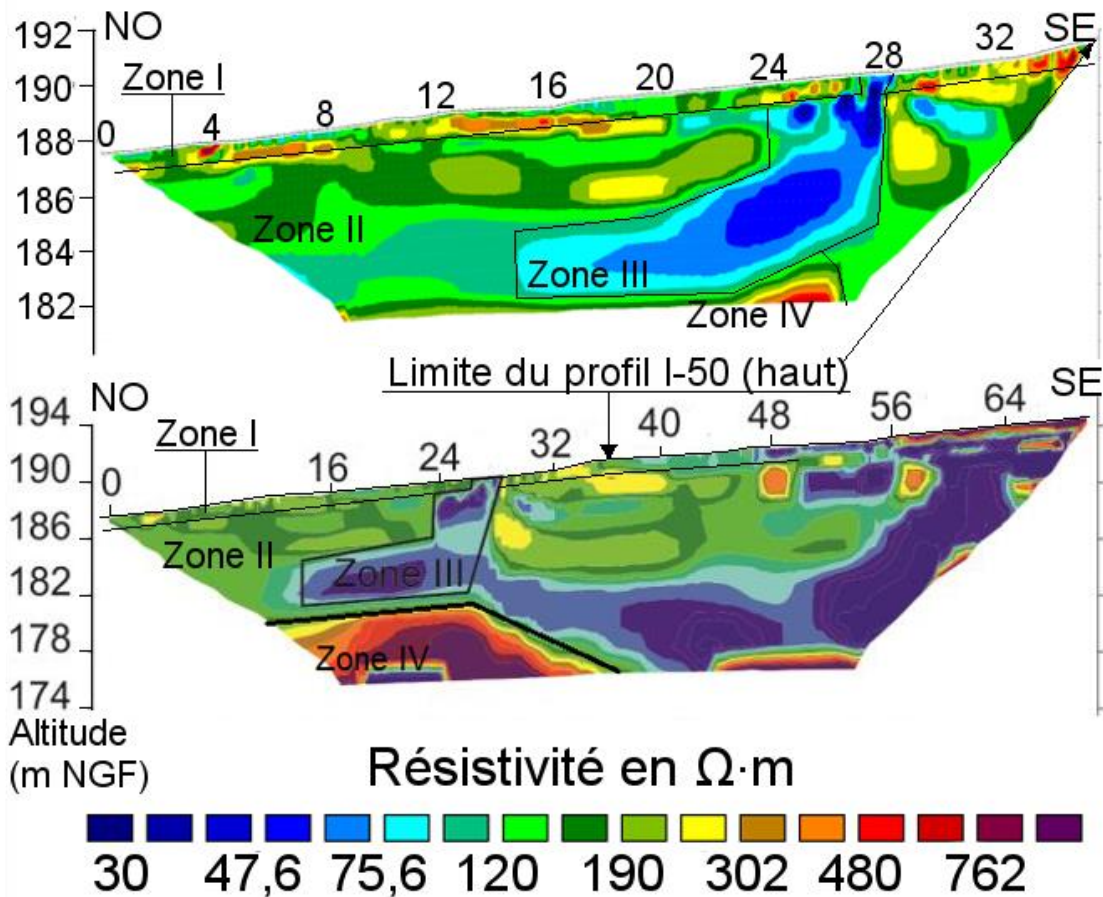 192 NO SE
190
188
186
184
182
0 4 8 12 16 20 24 28 32
Zone I
Zone II
Zone III
Zone IV
Limite du profil I-50 (haut)
194 NO SE
190
186
182
178
174
0 16 24 32 40 48 56 64
Zone I
Zone II
Zone III
Zone IV
Altitude
(m NGF)
Résistivité en Ω·m
30 47,6 75,6 120 190 302 480 762